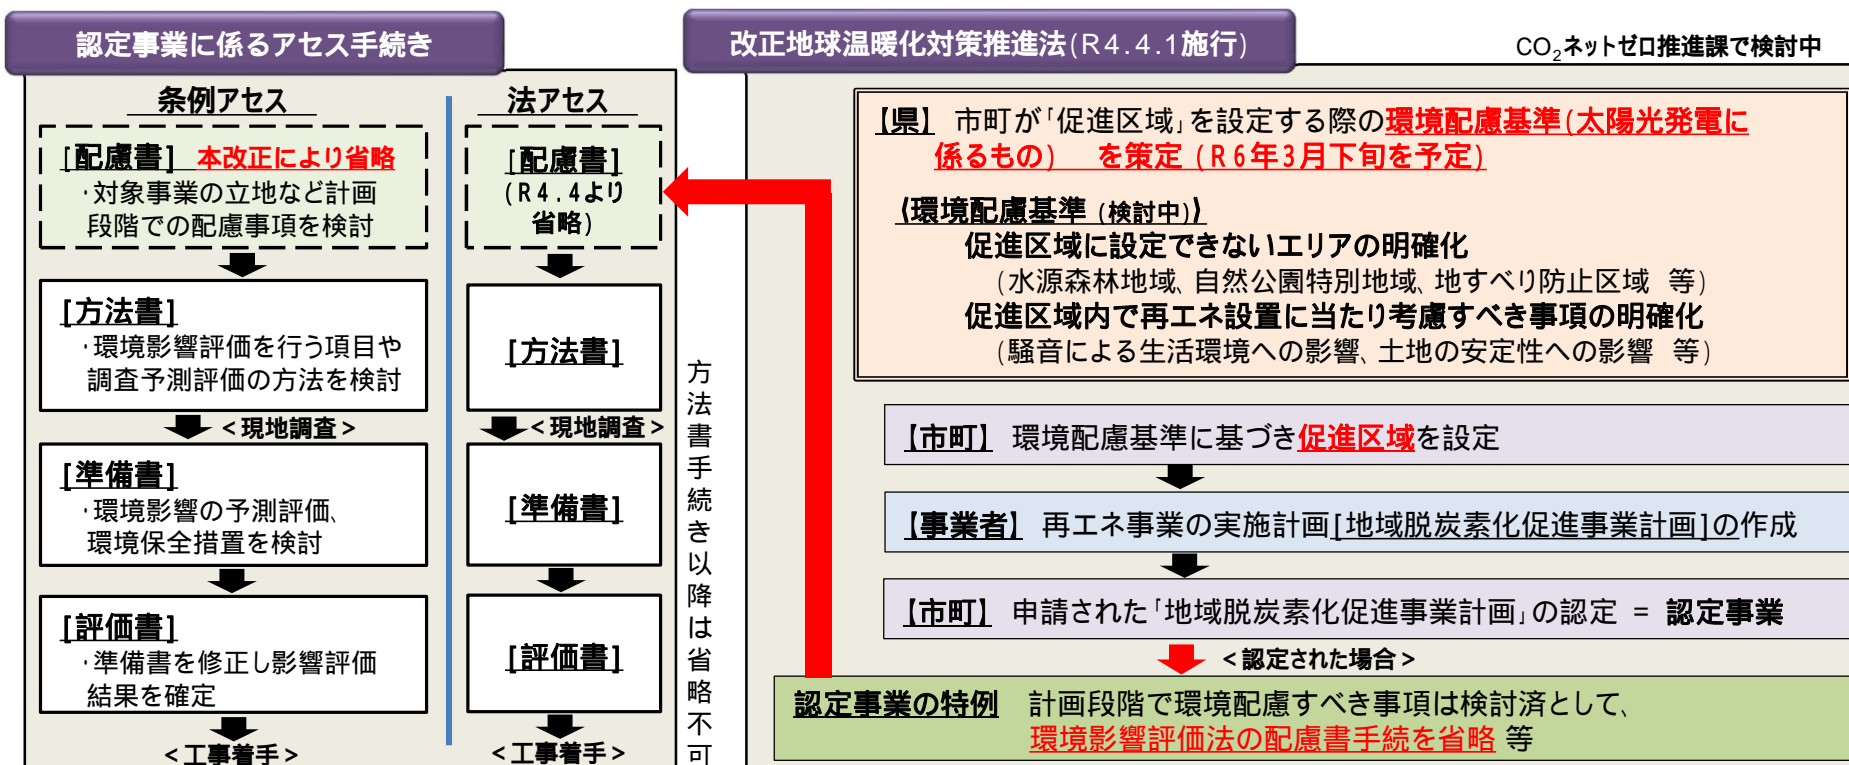 認定事業に係るアセス手続き
条例アセス
[配慮書] 本改正により省略
・対象事業の立地など計画
段階での配慮事項を検討
[方法書]
・環境影響評価を行う項目や
調査予測評価の方法を検討
<現地調査>
[準備書]
・環境影響の予測評価、
環境保全措置を検討
[評価書]
・準備書を修正し影響評価
結果を確定
<工事着手>
法アセス
[配慮書]
(R4.4より
省略)
[方法書]
<現地調査>
[準備書]
[評価書]
<工事着手>
方法書手続き以降は省略不可
改正地球温暖化対策推進法(R4.4.1施行)
CO₂ネットゼロ推進課で検討中
【県】 市町が「促進区域」を設定する際の環境配慮基準(太陽光発電に
係るもの) を策定 (R6年3月下旬を予定)
《環境配慮基準 (検討中)》
促進区域に設定できないエリアの明確化
(水源森林地域、自然公園特別地域、地すべり防止区域 等)
促進区域内で再エネ設置に当たり考慮すべき事項の明確化
(騒音による生活環境への影響、土地の安定性への影響 等)
【市町】 環境配慮基準に基づき促進区域を設定
【事業者】 再エネ事業の実施計画[地域脱炭素化促進事業計画]の作成
【市町】 申請された「地域脱炭素化促進事業計画」の認定 = 認定事業
<認定された場合>
認定事業の特例 計画段階で環境配慮すべき事項は検討済として、
環境影響評価法の配慮書手続を省略 等